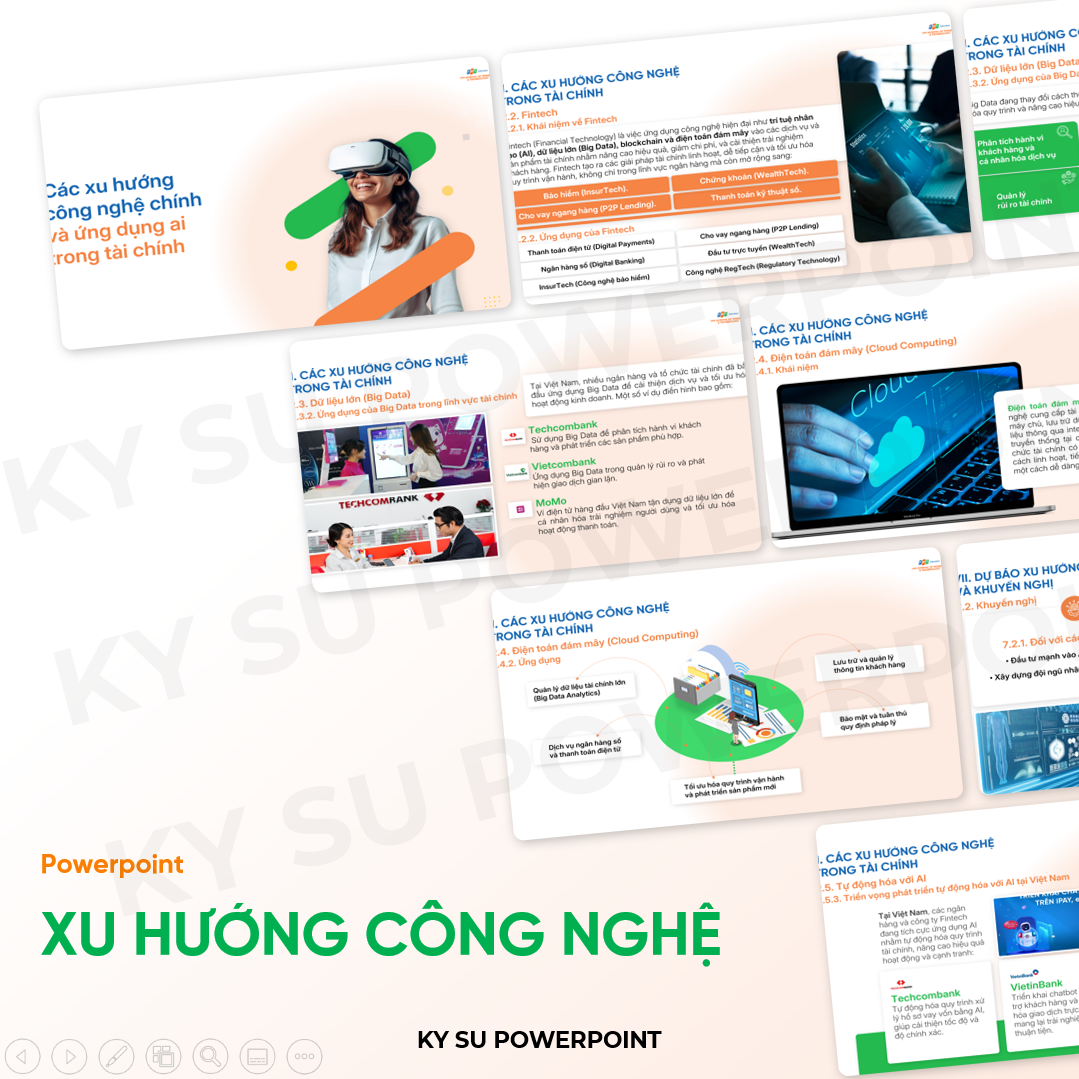 Các xu hướng
công nghệ chính
và ứng dụng ai
trong tài chính
. CÁC XU HƯỚNG CÔNG NGHỆ
TRONG TÀI CHÍNH
.2. Fintech
.2.1. Khái niệm về Fintech
intech (Financial Technology) là việc ứng dụng công nghệ hiện đại như trí tuệ nhân
ạo (AI), dữ liệu lớn (Big Data), blockchain và điện toán đám mây vào các dịch vụ và
ản phẩm tài chính nhằm nâng cao hiệu quả, giảm chi phí, và cải thiện trải nghiệm
hách hàng. Fintech tạo ra các giải pháp tài chính linh hoạt, dễ tiếp cận và tối ưu hóa
uy trình vận hành, không chỉ trong lĩnh vực ngân hàng mà còn mở rộng sang:
Bảo hiểm (InsurTech).
Chứng khoán (WealthTech).
Cho vay ngang hàng (P2P Lending).
Thanh toán kỹ thuật số.
.2.2. Ứng dụng của Fintech
Thanh toán điện tử (Digital Payments)
Cho vay ngang hàng (P2P Lending)
Ngân hàng số (Digital Banking)
Đầu tư trực tuyến (WealthTech)
InsurTech (Công nghệ bảo hiểm)
Công nghệ RegTech (Regulatory Technology)
. CÁC XU HƯỚNG C
TRONG TÀI CHÍNH
.3. Dữ liệu lớn (Big Data
.3.2. Ứng dụng của Big Da
ig Data đang thay đổi cách th
óa quy trình và nâng cao hiệu
Phân tích hành vi
khách hàng và
cá nhân hóa dịch vụ
Quản lý
rủi ro tài chính
. CÁC XU HƯỚNG CÔNG NGHỆ
TRONG TÀI CHÍNH
.3. Dữ liệu lớn (Big Data)
.3.2. Ứng dụng của Big Data trong lĩnh vực tài chính
Tại Việt Nam, nhiều ngân hàng và tổ chức tài chính đã bắ
đầu ứng dụng Big Data để cải thiện dịch vụ và tối ưu hó
hoạt động kinh doanh. Một số ví dụ điển hình bao gồm:
TECHCOMBANK
Techcombank
Sử dụng Big Data để phân tích hành vi khách
hàng và phát triển các sản phẩm phù hợp.
Vietcombank
Vietcombank
Ứng dụng Big Data trong quản lý rủi ro và phát
hiện giao dịch gian lận.
MoMo
Ví điện tử hàng đầu Việt Nam tận dụng dữ liệu lớn để
cá nhân hóa trải nghiệm người dùng và tối ưu hóa
hoạt động thanh toán.
. CÁC XU HƯỚNG CÔNG NGHỆ
TRONG TÀI CHÍNH
.4. Điện toán đám mây (Cloud Computing)
.4.1. Khái niệm
Cloud
Điện toán đám m
nghệ cung cấp tài
máy chủ, lưu trữ d
liệu thông qua inte
truyền thống tại c
chức tài chính có
cách linh hoạt, tiế
một cách dễ dàng
. CÁC XU HƯỚNG CÔNG NGHỆ
TRONG TÀI CHÍNH
.4. Điện toán đám mây (Cloud Computing)
.4.2. Ứng dụng
Quản lý dữ liệu tài chính lớn
(Big Data Analytics)
Lưu trữ và quản lý
thông tin khách hàng
Dịch vụ ngân hàng số
và thanh toán điện tử
Bảo mật và tuân thủ
quy định pháp lý
Tối ưu hóa quy trình vận hành
và phát triển sản phẩm mới
VII. DỰ BÁO XU HƯỚNG
VÀ KHUYẾN NGHỊ
.2. Khuyến nghị
7.2.1. Đối với các
• Đầu tư mạnh vào
• Xây dựng đội ngũ nhâ
. CÁC XU HƯỚNG CÔNG NGHỆ
TRONG TÀI CHÍNH
.5. Tự động hóa với AI
.5.3. Triển vọng phát triển tự động hóa với AI tại Việt Nam
Tại Việt Nam, các ngân
hàng và công ty Fintech
đang tích cực ứng dụng AI
nhằm tự động hóa quy trình
tài chính, nâng cao hiệu quả
hoạt động và cạnh tranh:
TRÊN iPAY, e
Techcombank
Tự động hóa quy trình xử
lý hồ sơ vay vốn bằng AI,
giúp cải thiện tốc độ và
độ chính xác.
VietinBank
VietinBank
Triển khai chatbot
trợ khách hàng và
hóa giao dịch trực
mang lại trải nghiệ
thuận tiện.
KY SU POWERPOINT
KY SU POWERPOINT
KY SU POWERPOINT
Powerpoint
XU HƯỚNG CÔNG NGHỆ
KY SU POWERPOINT